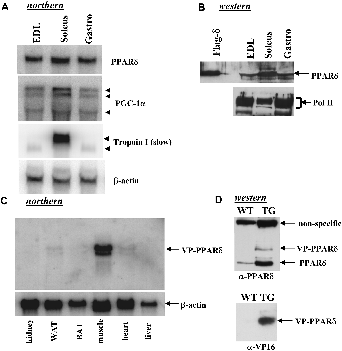 A
northern
EDL
Soleus
Gastro
PPARδ
PGC-1α
Troponin I (slow)
β-actin
B
western
Flag-δ
EDL
Soleus
Gastro
PPARδ
Pol II
C
northern
VP-PPARδ
β-actin
kidney
WAT
BAT
muscle
heart
liver
D
western
WT TG
non-specific
VP-PPARδ
PPARδ
α-PPARδ
WT TG
VP-PPARδ
α-VP16